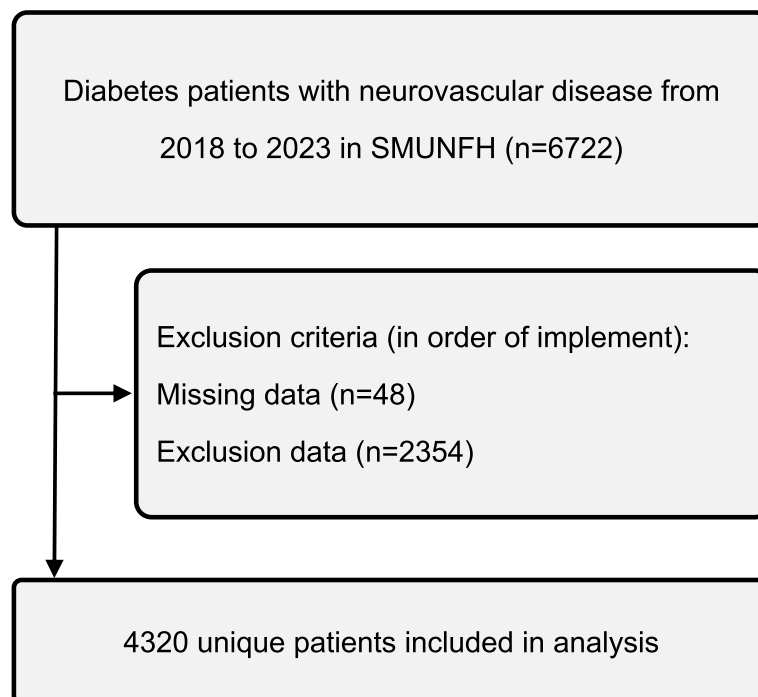 Diabetes patients with neurovascular disease from
2018 to 2023 in SMUNFH (n=6722)
Exclusion criteria (in order of implement):
Missing data (n=48)
Exclusion data (n=2354)
4320 unique patients included in analysis